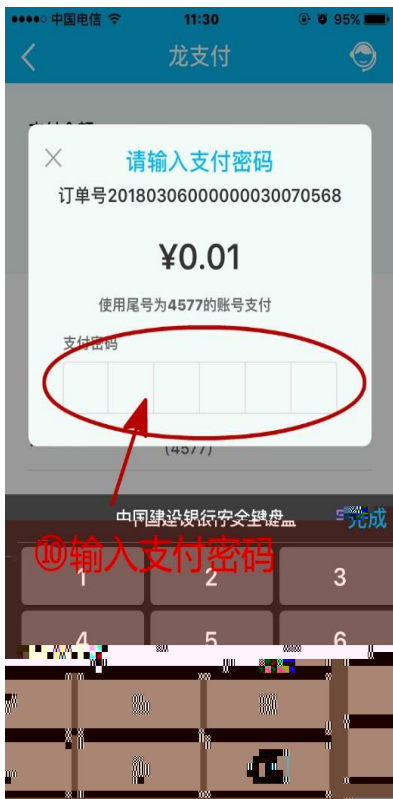 中国电信 11:30 95%
龙支付
请输入支付密码
订单号20180306000000030070568
¥0.01
使用尾号为4577的账号支付
支付密码
(4577)
中国建设银行安全键盘 完成
⑩输入支付密码
1 2 3
4 5 6